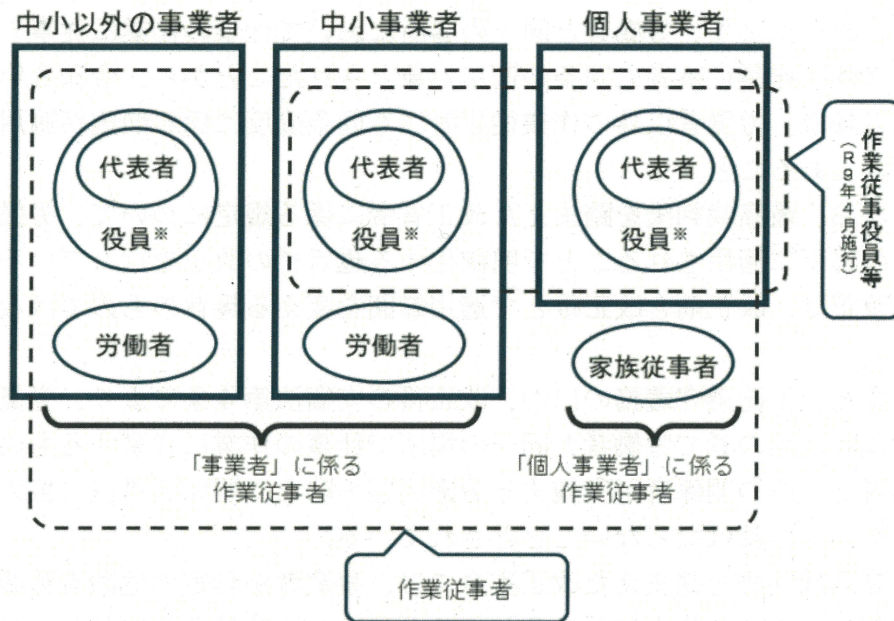 中小以外の事業者
中小事業者
個人事業者
代表者
役員※
労働者
代表者
役員※
労働者
代表者
役員※
家族従事者
作業従事役員等
（R9年4月施行）
「事業者」に係る
作業従事者
「個人事業者」に係る
作業従事者
作業従事者